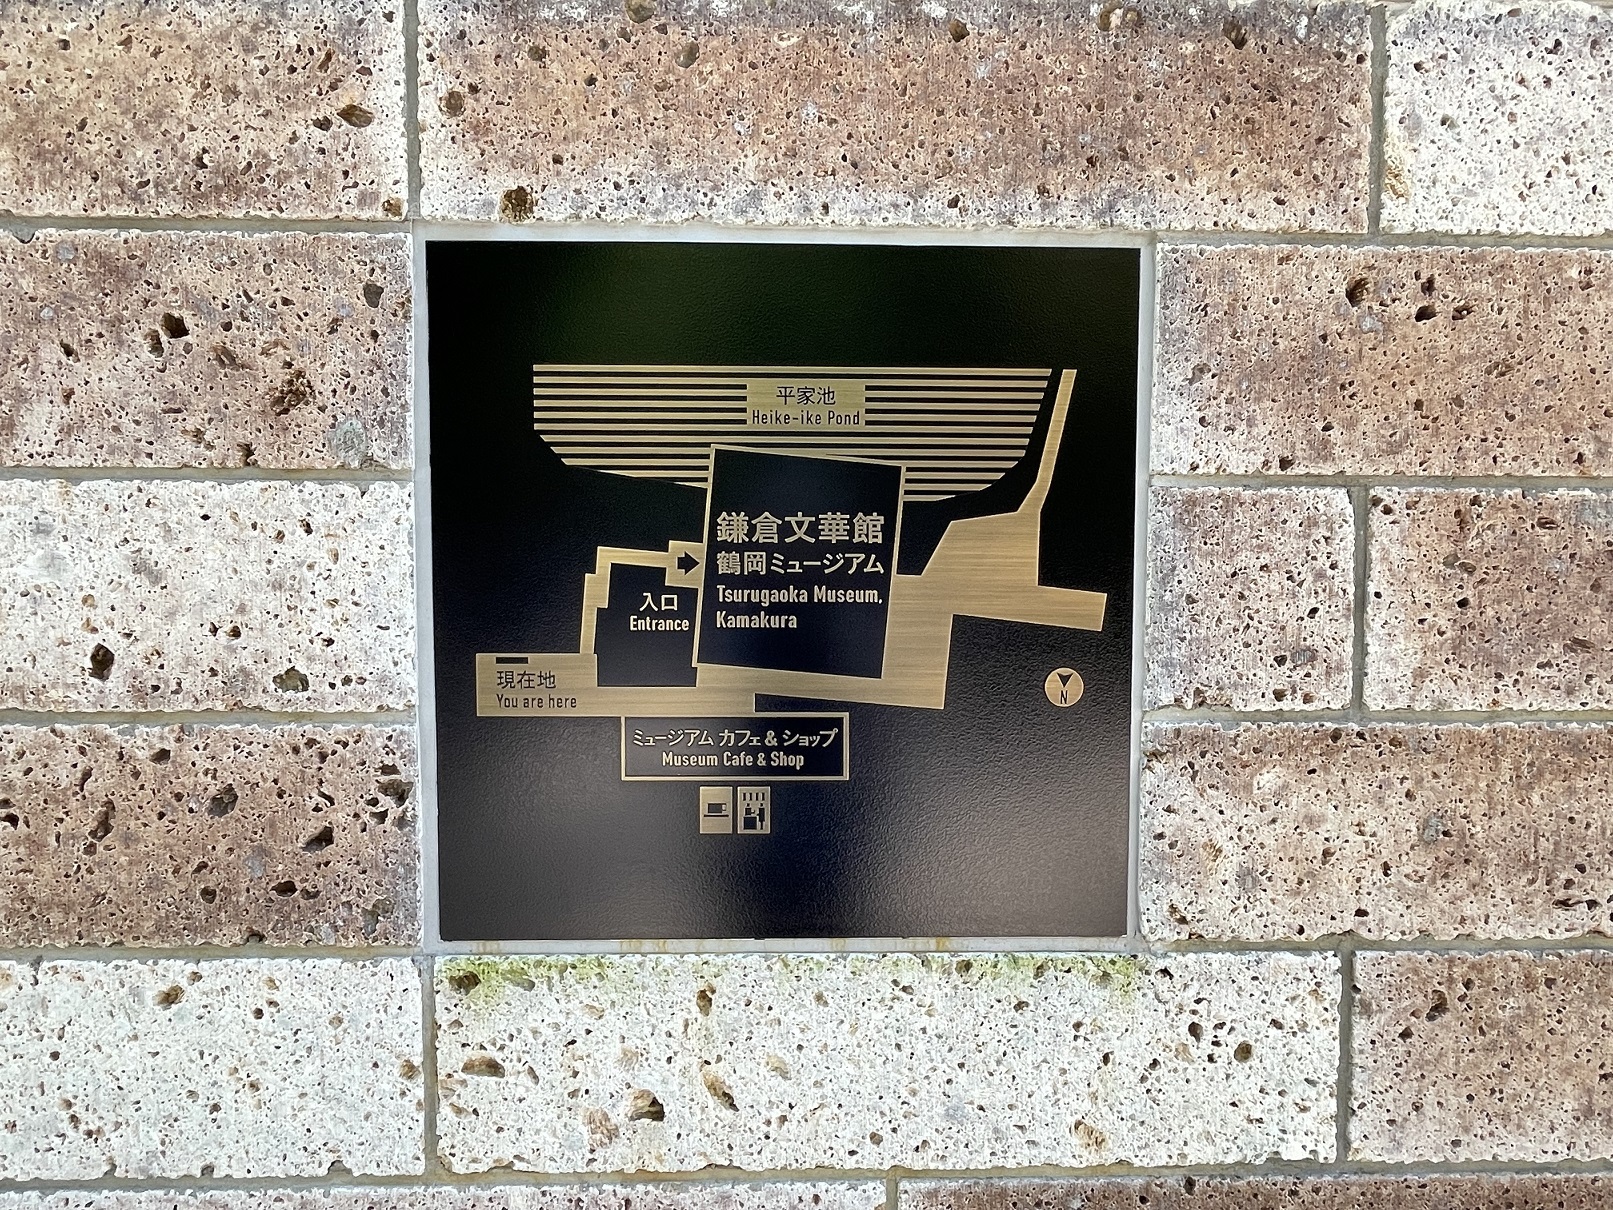 平家池
Heike-ike Pond
鎌倉文華館
鶴岡ミュージアム
Tsurugaoka Museum,
Kamakura
入口
Entrance
現在地
You are here
N
ミュージアム カフェ & ショップ
Museum Cafe & Shop